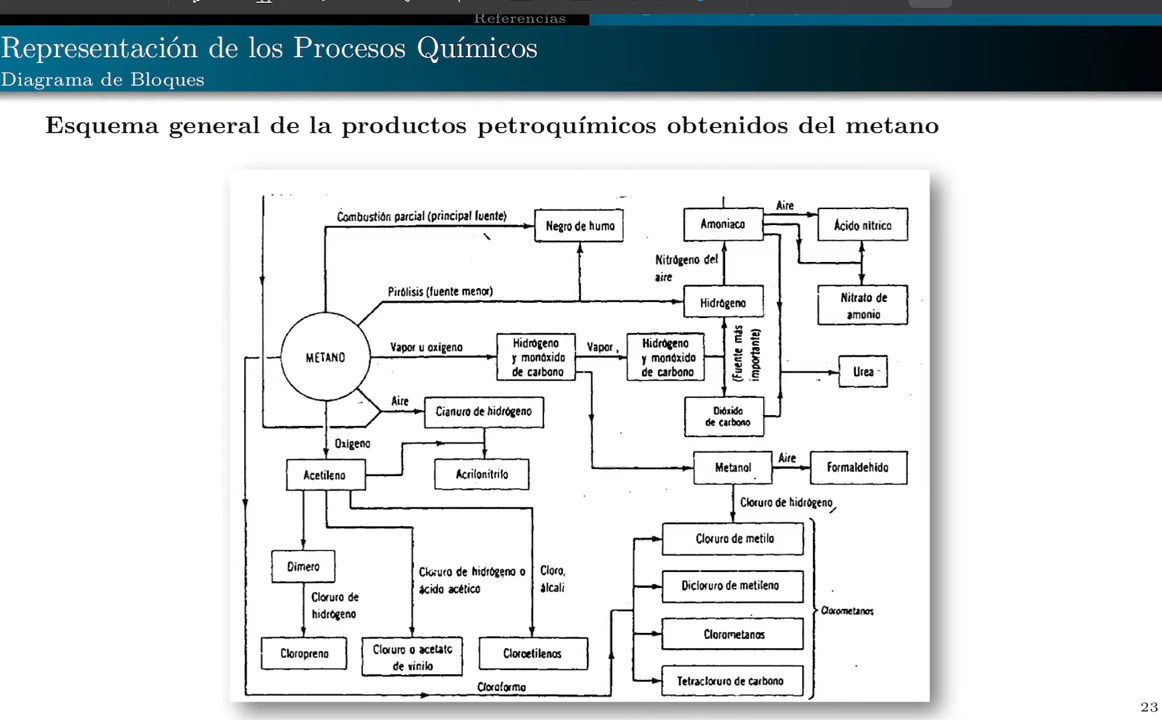 Referencias
Representación de los Procesos Químicos
Diagrama de Bloques
Esquema general de la productos petroquímicos obtenidos del metano
Combustión parcial (principal fuente)
Negro de humo
Amoniaco
Aire
Ácido nítrico
Nitrógeno del
aire
Pirólisis (fuente menor)
Hidrógeno
Nitrato de
amonio
METANO
Vapor u oxígeno
Hidrógeno
y monóxido
de carbono
Vapor
Hidrógeno
y monóxido
de carbono
(Fuente más
importante)
Urea
Aire
Cianuro de hidrógeno
Dióxido
de carbono
Oxigeno
Acetileno
Acrilonitrilo
Metanol
Aire
Formaldehido
Cloruro de hidrógeno
Cloruro de metilo
Dimero
Cloruro de hidrógeno o
ácido acético
Cloro,
álcali
Dicloruro de metileno
Cloruro de
hidrógeno
Clorometanos
Clorometanos
Cloropreno
Cloruro o acetato
de vinilo
Cloroetilenos
Tetracloruro de carbono
Cloroformo
23